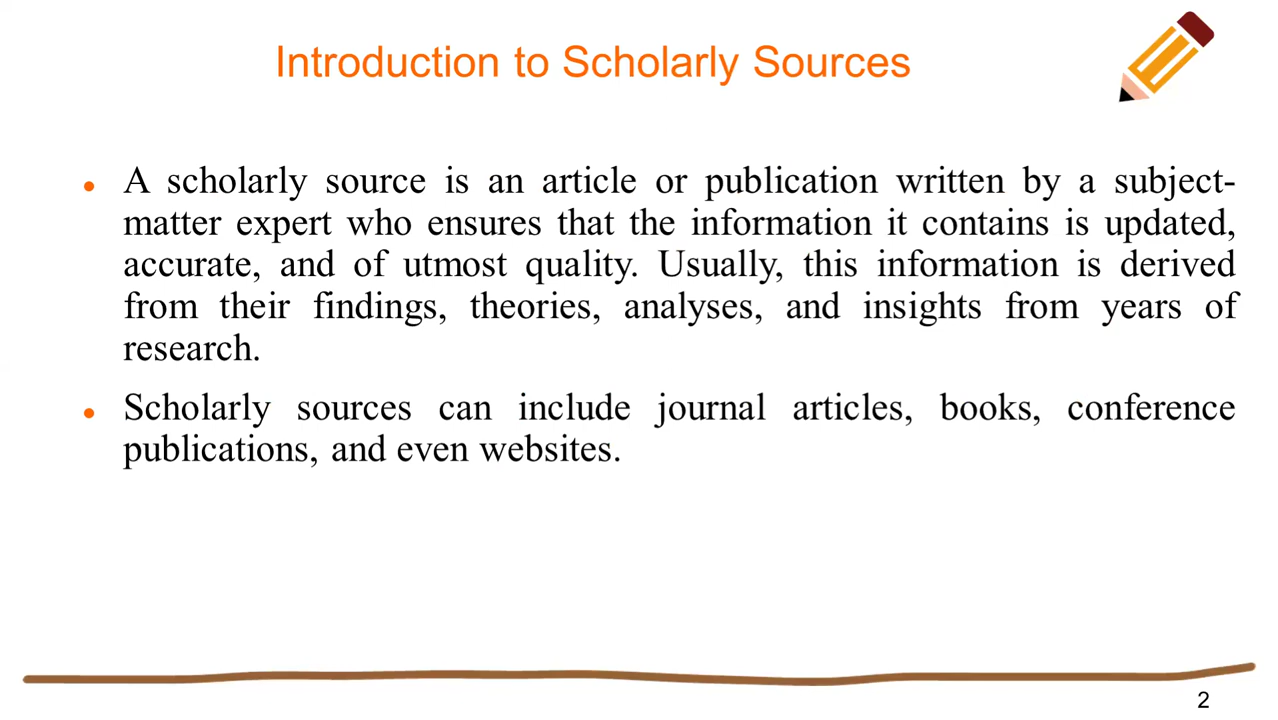 Introduction to Scholarly Sources
• A scholarly source is an article or publication written by a subject-
matter expert who ensures that the information it contains is updated,
accurate, and of utmost quality. Usually, this information is derived
from their findings, theories, analyses, and insights from years of
research.
• Scholarly sources can include journal articles, books, conference
publications, and even websites.
2